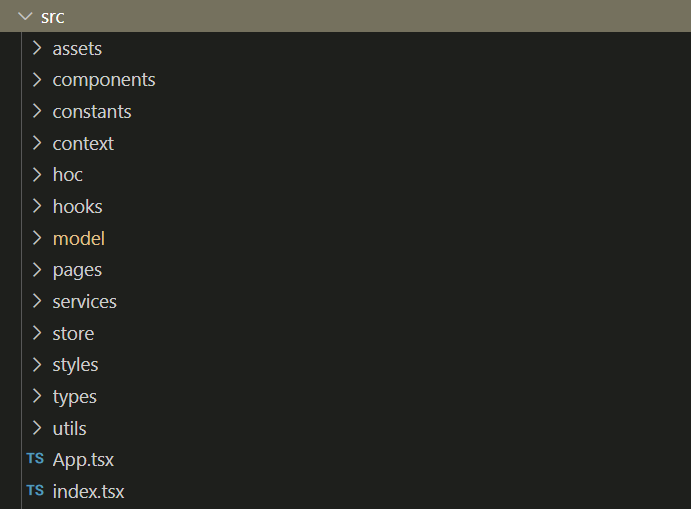 src
assets
components
constants
context
hoc
hooks
model
pages
services
store
styles
types
utils
TS App.tsx
TS index.tsx